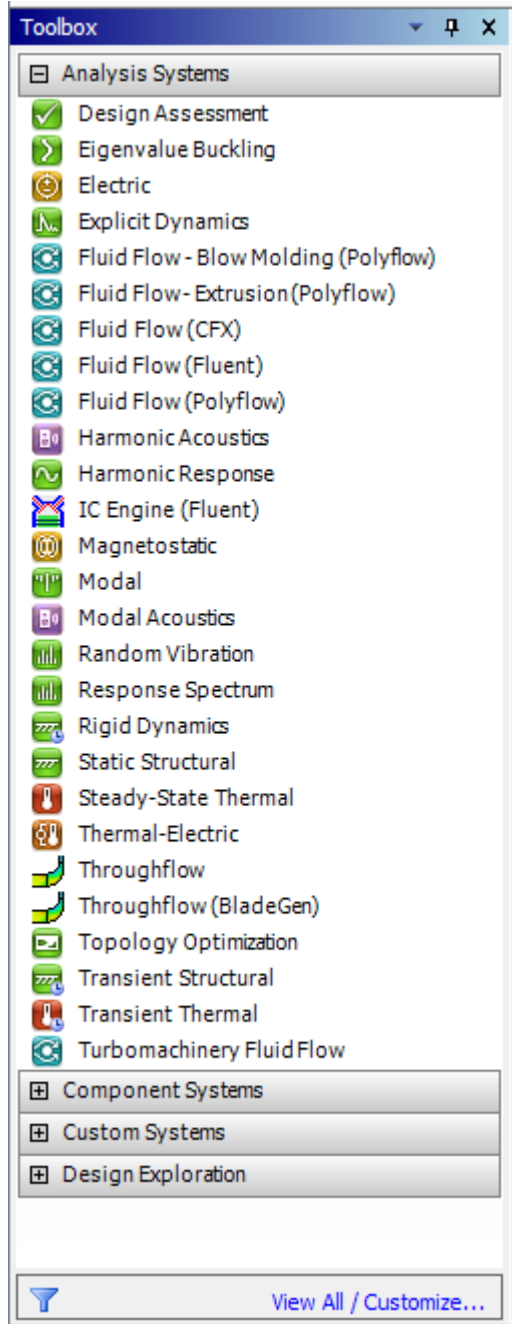 Toolbox
Analysis Systems
Design Assessment
Eigenvalue Buckling
Electric
Explicit Dynamics
Fluid Flow - Blow Molding (Polyflow)
Fluid Flow- Extrusion (Polyflow)
Fluid Flow (CFX)
Fluid Flow (Fluent)
Fluid Flow (Polyflow)
Harmonic Acoustics
Harmonic Response
IC Engine (Fluent)
Magnetostatic
Modal
Modal Acoustics
Random Vibration
Response Spectrum
Rigid Dynamics
Static Structural
Steady-State Thermal
Thermal-Electric
Throughflow
Throughflow (BladeGen)
Topology Optimization
Transient Structural
Transient Thermal
Turbomachinery Fluid Flow
Component Systems
Custom Systems
Design Exploration
View All / Customize...